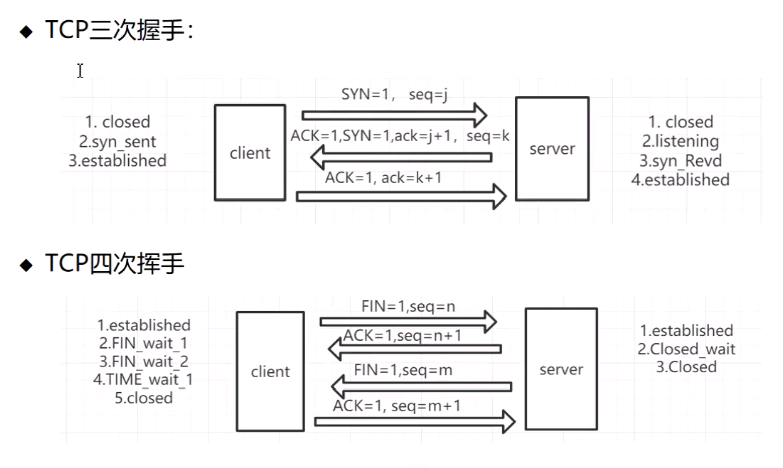 ◆ TCP三次握手：
SYN=1， seq=j
1. closed
2.syn_sent
3.established
client
ACK=1,SYN=1,ack=j+1，seq=k
ACK=1, ack=k+1
server
1. closed
2.listening
3.syn_Revd
4.established
◆ TCP四次挥手
FIN=1,seq=n
1.established
2.FIN_wait_1
3.FIN_wait_2
4.TIME_wait_1
5.closed
client
ACK=1,seq=n+1
FIN=1,seq=m
ACK=1, seq=m+1
server
1.established
2.Closed_wait
3.Closed